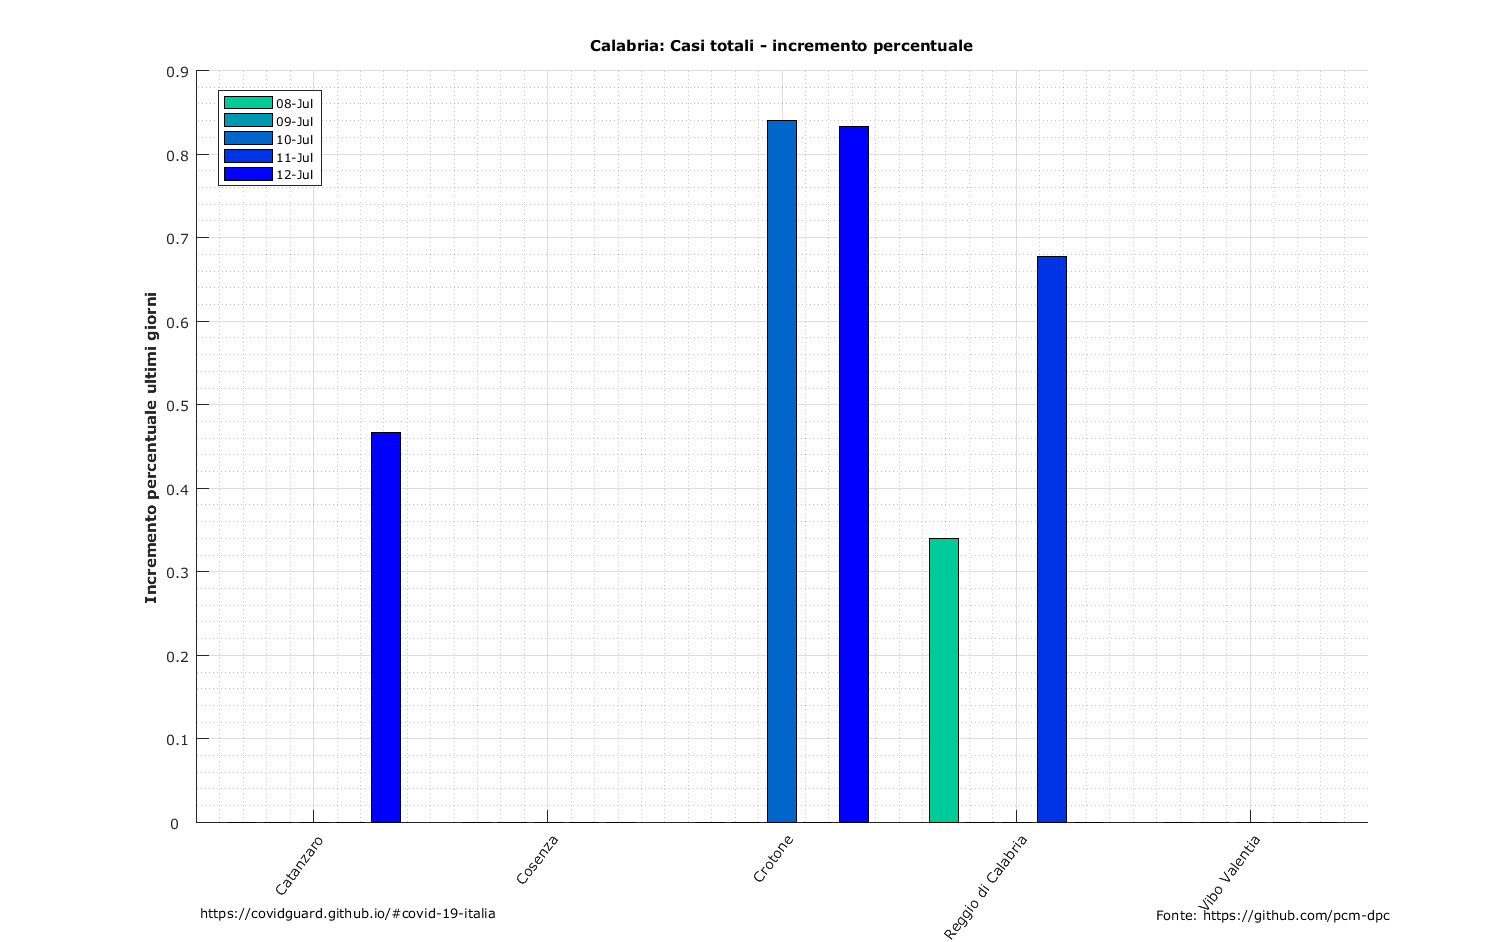 Calabria: Casi totali - incremento percentuale
0.9
0.8
0.7
0.6
0.5
0.4
0.3
0.2
0.1
0
Incremento percentuale ultimi giorni
08-Jul
09-Jul
10-Jul
11-Jul
12-Jul
Catanzaro
Cosenza
Crotone
Reggio di Calabria
Vibo Valentia
https://covidguard.github.io/#covid-19-italia
Fonte: https://github.com/pcm-dpc